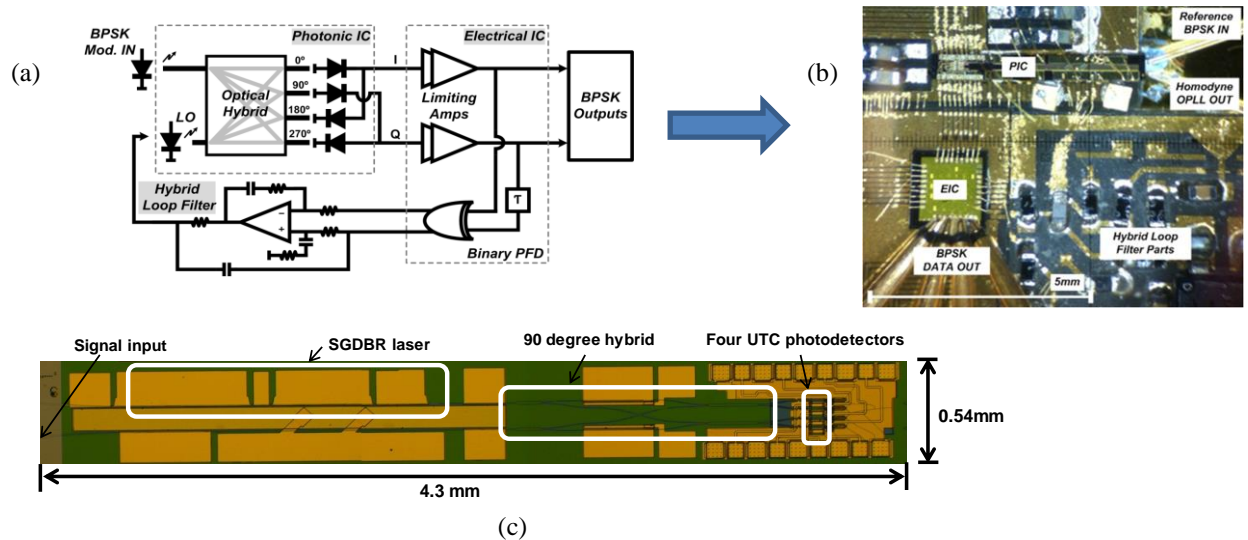 (a)
BPSK
Mod. IN
Photonic IC
Electrical IC
0°
90°
180°
270°
I
Q
Optical
Hybrid
LO
Limiting
Amps
BPSK
Outputs
Hybrid
Loop Filter
τ
−
+
Binary PFD
(b)
Reference
BPSK IN
PIC
Homodyne
OPLL OUT
EIC
Hybrid Loop
Filter Parts
BPSK
DATA OUT
5mm
Signal input
SGDBR laser
90 degree hybrid
Four UTC photodetectors
0.54mm
4.3 mm
(c)